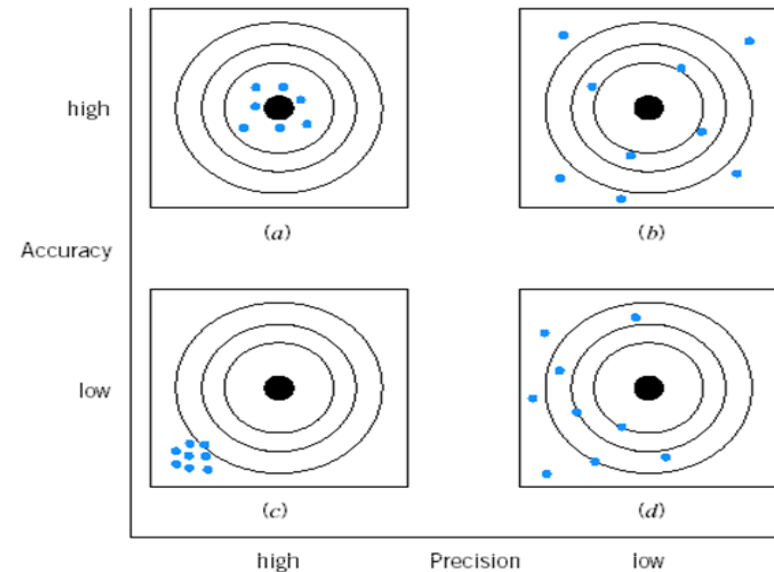 high
(a)
(b)
Accuracy
low
(c)
(d)
high Precision low